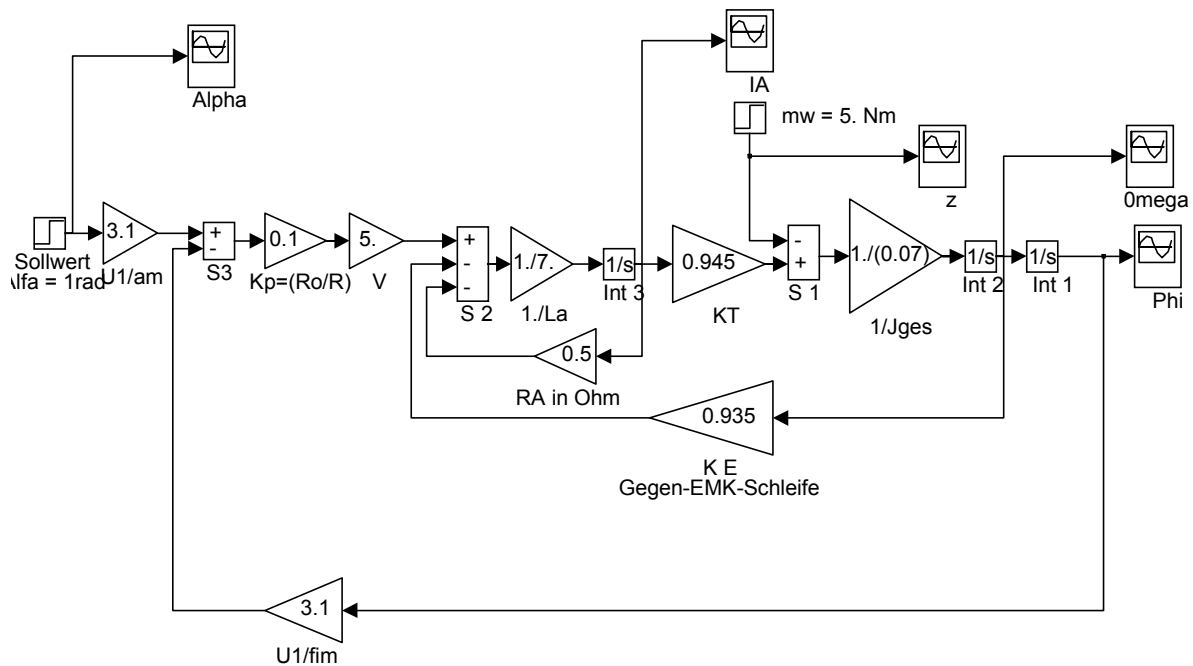 Alpha
IA
mw = 5. Nm
z
0mega
Phi
Sollwert
Alfa = 1rad
3.1
U1/am
+
-
S3
0.1
Kp=(Ro/R)
5.
V
+
-
-
S 2
1./7.
1./La
1/s
Int 3
0.945
KT
-
+
S 1
1./(0.07)
1/Jges
1/s
Int 2
1/s
Int 1
0.5
RA in Ohm
0.935
K E
Gegen-EMK-Schleife
3.1
U1/fim